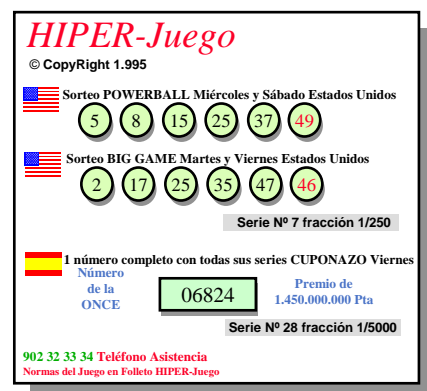 HIPER-Juego
© CopyRight 1.995
Sorteo POWERBALL Miércoles y Sábado Estados Unidos
5 8 15 25 37 49
Sorteo BIG GAME Martes y Viernes Estados Unidos
2 17 25 35 47 46
Serie Nº 7 fracción 1/250
1 número completo con todas sus series CUPONAZO Viernes
Número
de la
ONCE
06824
Premio de
1.450.000.000 Pta
Serie Nº 28 fracción 1/5000
902 32 33 34 Teléfono Asistencia
Normas del Juego en Folleto HIPER-Juego